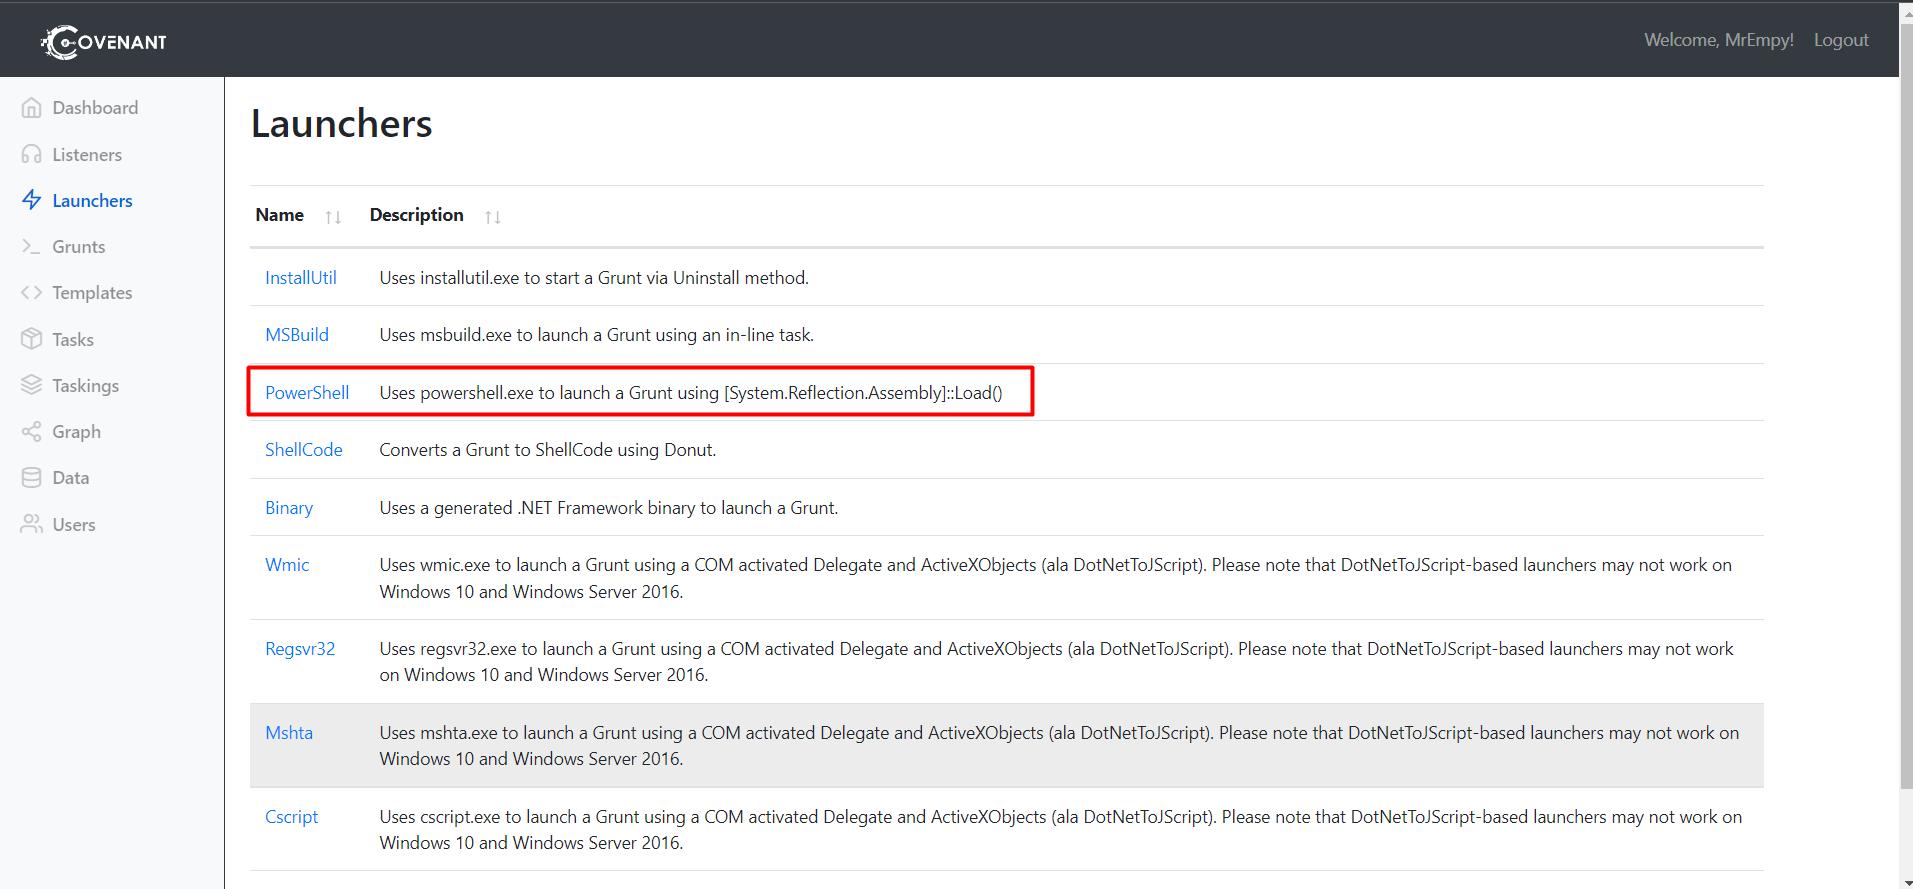 COVENANT
Welcome, MrEmpy! Logout
Dashboard
Listeners
Launchers
Grunts
Templates
Tasks
Taskings
Graph
Data
Users
Launchers
Name Description
InstallUtil Uses installutil.exe to start a Grunt via Uninstall method.
MSBuild Uses msbuild.exe to launch a Grunt using an in-line task.
PowerShell Uses powershell.exe to launch a Grunt using [System.Reflection.Assembly]::Load()
ShellCode Converts a Grunt to ShellCode using Donut.
Binary Uses a generated .NET Framework binary to launch a Grunt.
Wmic Uses wmic.exe to launch a Grunt using a COM activated Delegate and ActiveXObjects (ala DotNetToJScript). Please note that DotNetToJScript-based launchers may not work on
Windows 10 and Windows Server 2016.
Regsvr32 Uses regsvr32.exe to launch a Grunt using a COM activated Delegate and ActiveXObjects (ala DotNetToJScript). Please note that DotNetToJScript-based launchers may not work
on Windows 10 and Windows Server 2016.
Mshta Uses mshta.exe to launch a Grunt using a COM activated Delegate and ActiveXObjects (ala DotNetToJScript). Please note that DotNetToJScript-based launchers may not work on
Windows 10 and Windows Server 2016.
Cscript Uses cscript.exe to launch a Grunt using a COM activated Delegate and ActiveXObjects (ala DotNetToJScript). Please note that DotNetToJScript-based launchers may not work on
Windows 10 and Windows Server 2016.